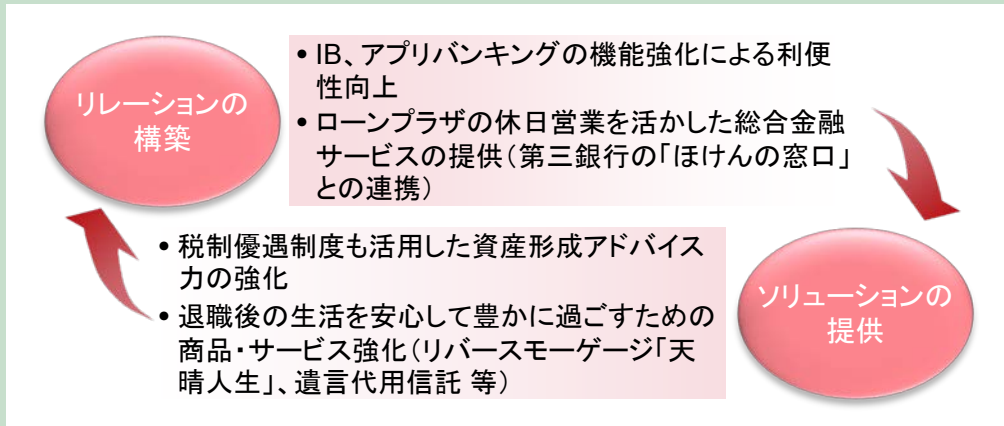 リレーションの
構築
• IB、アプリバンキングの機能強化による利便
性向上
• ローンプラザの休日営業を活かした総合金融
サービスの提供(第三銀行の「ほけんの窓口」
との連携)
• 税制優遇制度も活用した資産形成アドバイス
力の強化
• 退職後の生活を安心して豊かに過ごすための
商品・サービス強化(リバースモーゲージ「天
晴人生」、遺言代用信託 等)
ソリューションの
提供